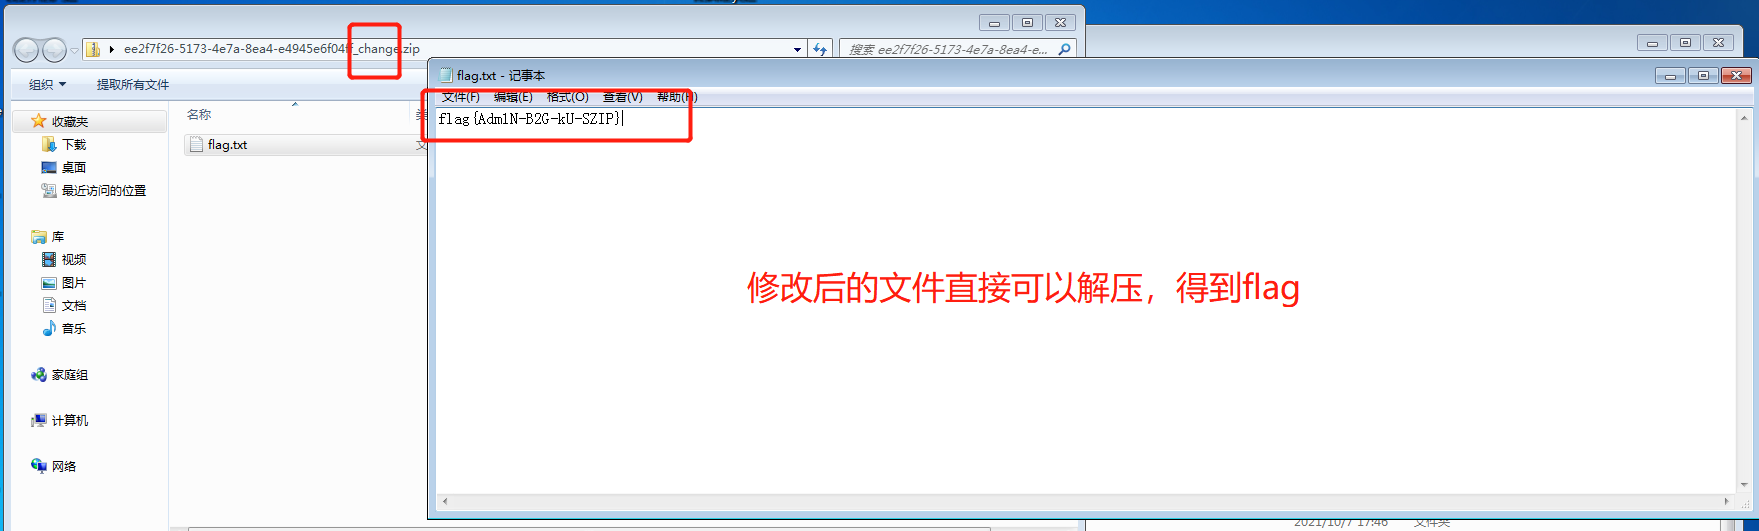 ee2f7f26-5173-4e7a-8ea4-e4945e6f04ff_change.zip
搜索 ee2f7f26-5173-4e7a-8ea4-e...
组织
提取所有文件
收藏夹
下载
桌面
最近访问的位置
库
视频
图片
文档
音乐
家庭组
计算机
网络
名称
flag.txt
flag.txt - 记事本
文件(F) 编辑(E) 格式(O) 查看(V) 帮助(H)
flag{Adm1N-B2G-kU-SZIP}
修改后的文件直接可以解压，得到flag
2021/10/7 17:46 文件夹